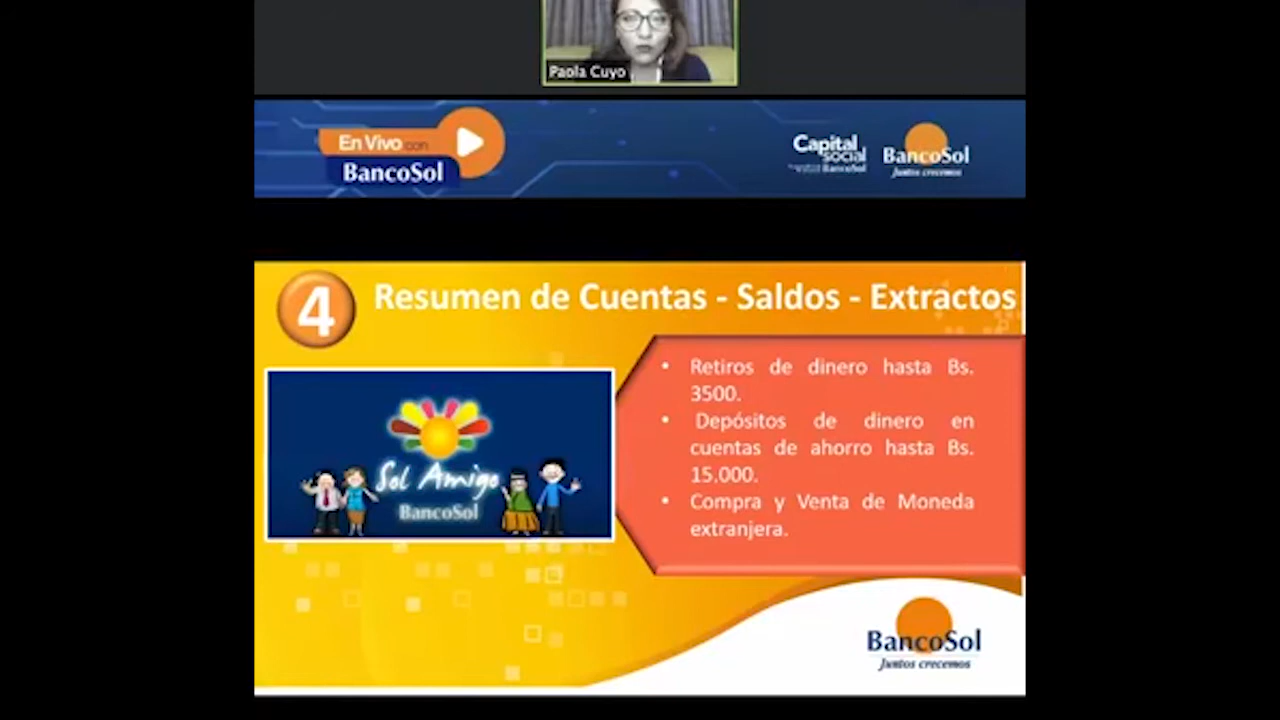 Paola Cuyo
En Vivo con
BancoSol
Capital
social
BancoSol
BancoSol
Juntos crecemos
4
Resumen de Cuentas - Saldos - Extractos
Sol Amigo
BancoSol
• Retiros de dinero hasta Bs.
3500.
• Depósitos de dinero en
cuentas de ahorro hasta Bs.
15.000.
• Compra y Venta de Moneda
extranjera.
BancoSol
Juntos crecemos